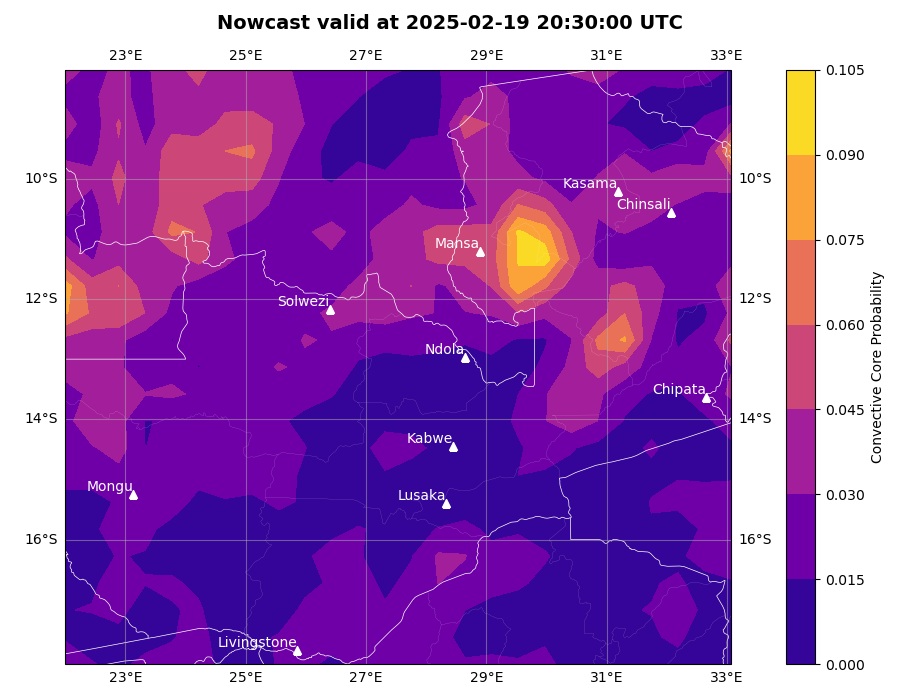 Nowcast valid at 2025-02-19 20:30:00 UTC
23°E 25°E 27°E 29°E 31°E 33°E
0.105
0.090
10°S Kasama 10°S
Chinsali
0.075
Mansa
12°S Solwezi 12°S
0.060
Ndola
Chipata
0.045
14°S 14°S
Kabwe
Mongu
Lusaka
0.030
16°S 16°S
0.015
Livingstone
0.000
23°E 25°E 27°E 29°E 31°E 33°E
Convective Core Probability